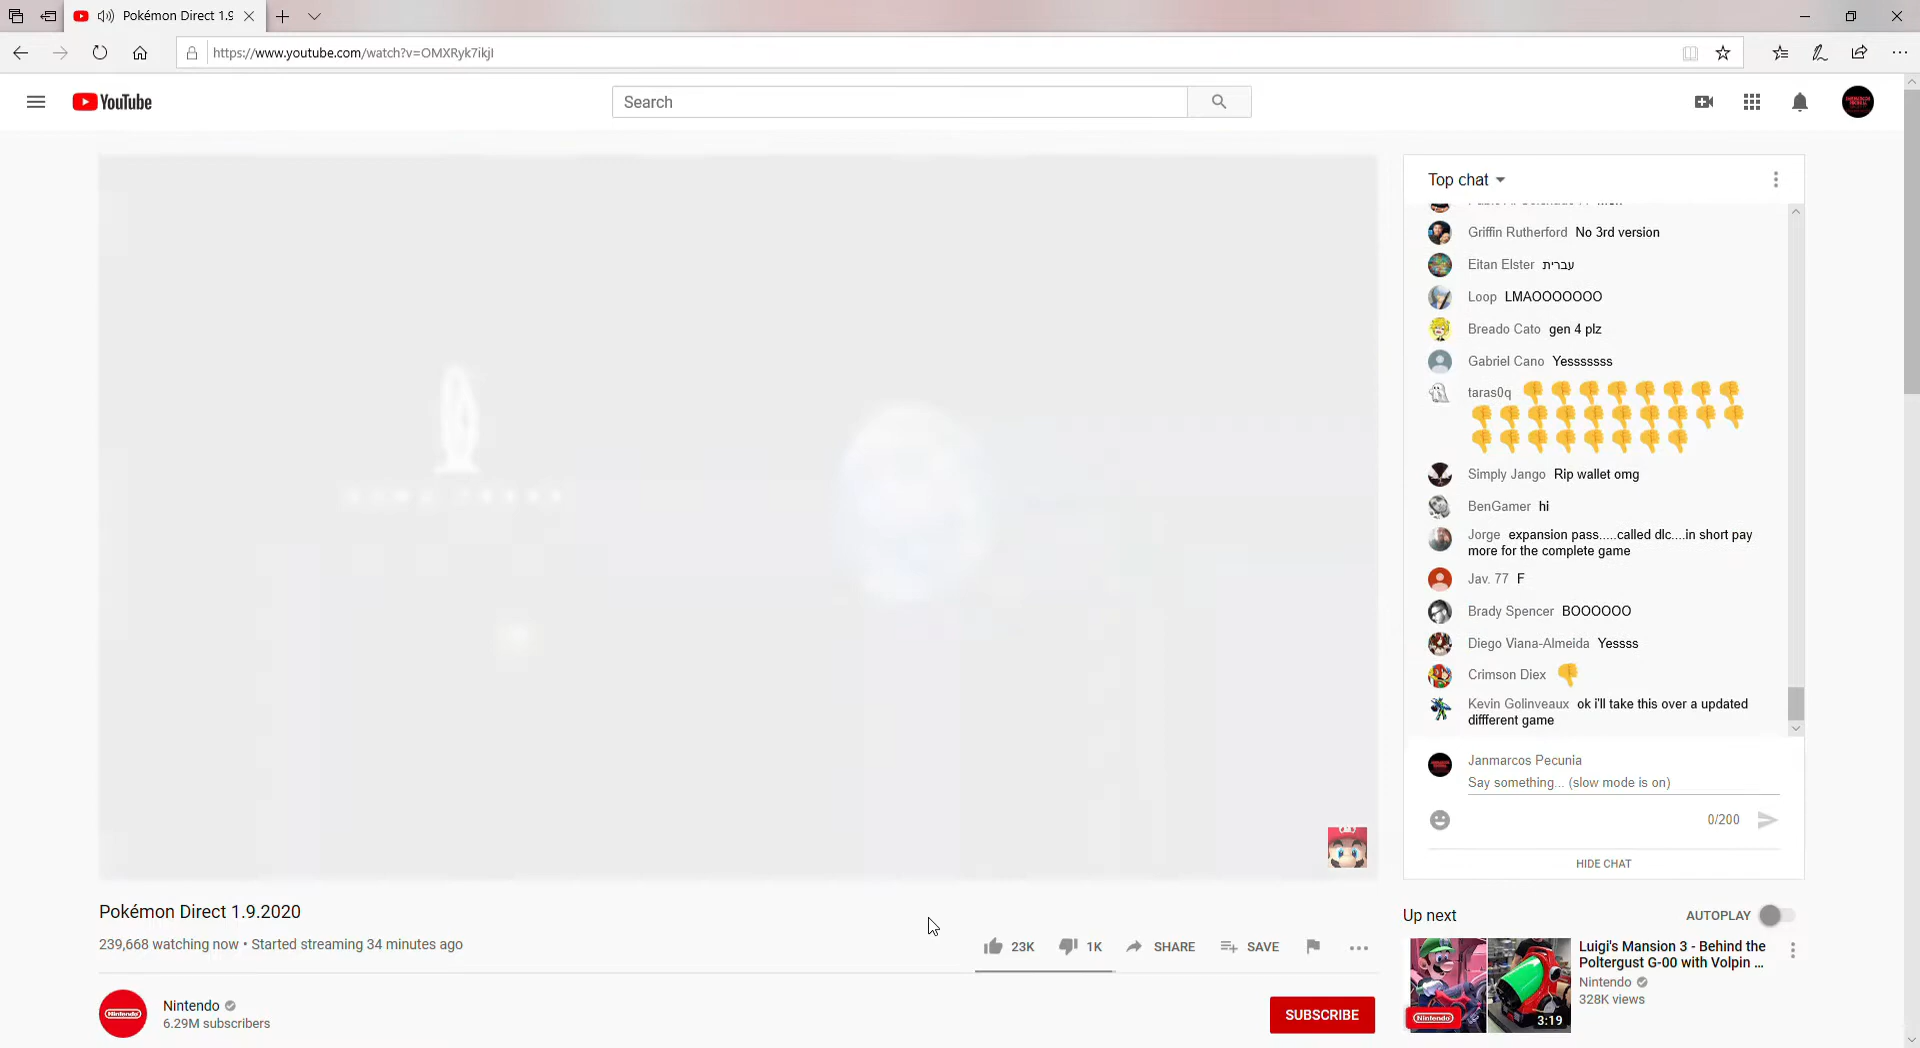 Pokémon Direct 1.9
https://www.youtube.com/watch?v=OMXRyk7ikjI
YouTube
Search
Top chat
Griffin Rutherford No 3rd version
Eitan Elster עברית
Loop LMAOOOOOOO
Breado Cato gen 4 plz
Gabriel Cano Yesssssss
taras0q 👎👎👎👎👎👎👎👎
👎👎👎👎👎👎👎👎👎👎
👎👎👎👎👎👎👎👎
Simply Jango Rip wallet omg
BenGamer hi
Jorge expansion pass.....called dlc....in short pay
more for the complete game
Jav. 77 F
Brady Spencer BOOOOOO
Diego Viana-Almeida Yessss
Crimson Diex 👎
Kevin Golinveaux ok i'll take this over a updated
diffferent game
Janmarcos Pecunia
Say something... (slow mode is on)
0/200
HIDE CHAT
Pokémon Direct 1.9.2020
239,668 watching now • Started streaming 34 minutes ago
23K 1K SHARE SAVE
Nintendo
6.29M subscribers
SUBSCRIBE
Up next
AUTOPLAY
Luigi's Mansion 3 - Behind the
Poltergust G-00 with Volpin ...
Nintendo
328K views
Nintendo
3:19
Nintendo